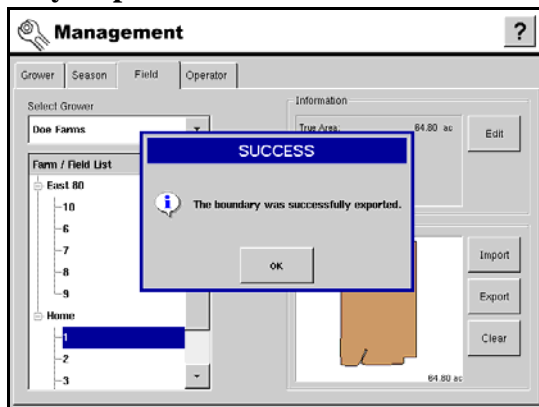 Management
?
Grower
Season
Field
Operator
Select Grower
Doe Farms
Information
True Area: 64.80 ac
Edit
SUCCESS
The boundary was successfully exported.
OK
Farm / Field List
East 80
10
6
7
8
9
Home
1
2
3
Import
Export
Clear
64.80 ac